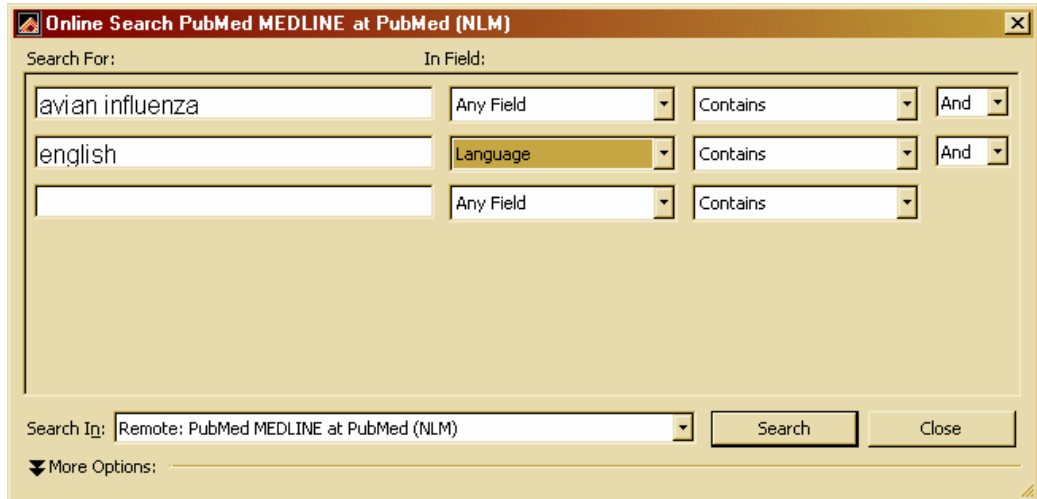 Online Search PubMed MEDLINE at PubMed (NLM)
Search For: In Field:
avian influenza Any Field Contains And
english Language Contains And
Any Field Contains
Search In: Remote: PubMed MEDLINE at PubMed (NLM) Search Close
More Options: